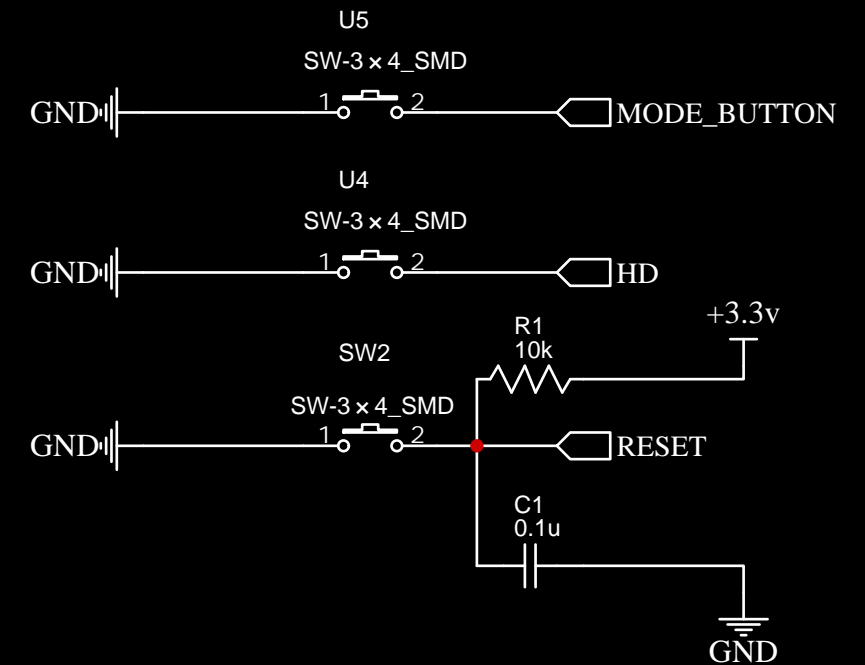 U5
SW-3×4_SMD
GND 1 2 MODE_BUTTON
U4
SW-3×4_SMD
GND 1 2 HD
+3.3v
R1
10k
SW2
SW-3×4_SMD
GND 1 2 RESET
C1
0.1u
GND